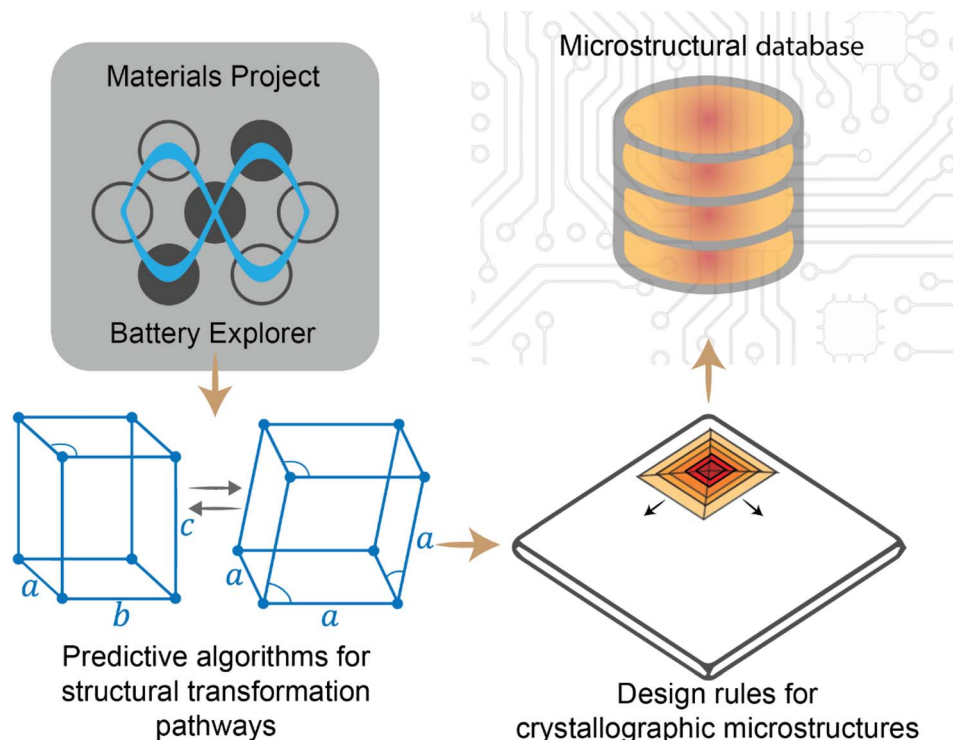 Materials Project
Battery Explorer
Microstructural database
a
b
c
a
a
a
Predictive algorithms for
structural transformation
pathways
Design rules for
crystallographic microstructures